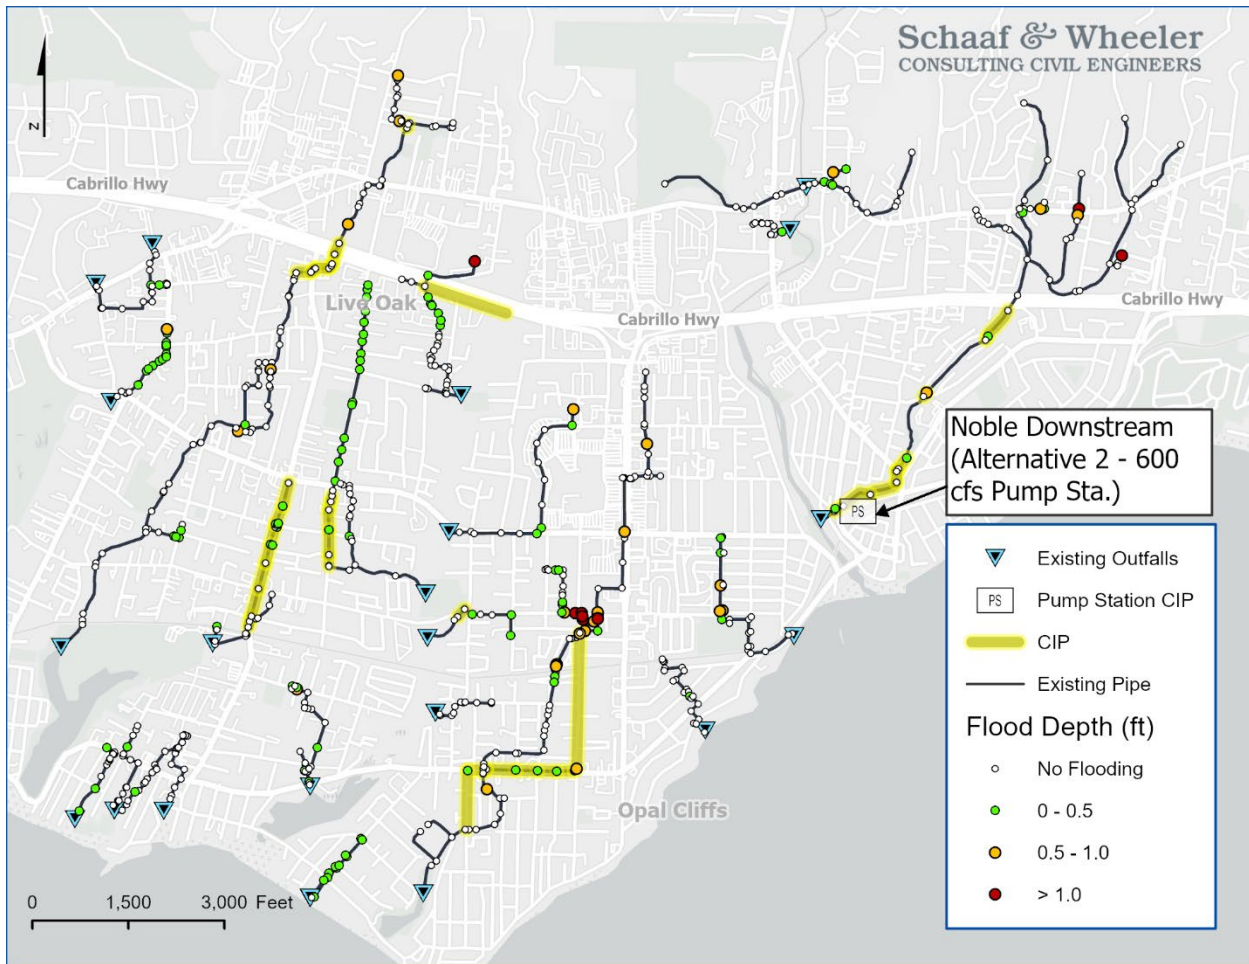 Schaaf & Wheeler
CONSULTING CIVIL ENGINEERS
N
Cabrillo Hwy
Live Oak
Cabrillo Hwy
Cabrillo Hwy
Noble Downstream
(Alternative 2 - 600
cfs Pump Sta.)
PS
Existing Outfalls
PS
Pump Station CIP
CIP
Existing Pipe
Flood Depth (ft)
No Flooding
0 - 0.5
0.5 - 1.0
> 1.0
Opal Cliffs
0
1,500
3,000 Feet